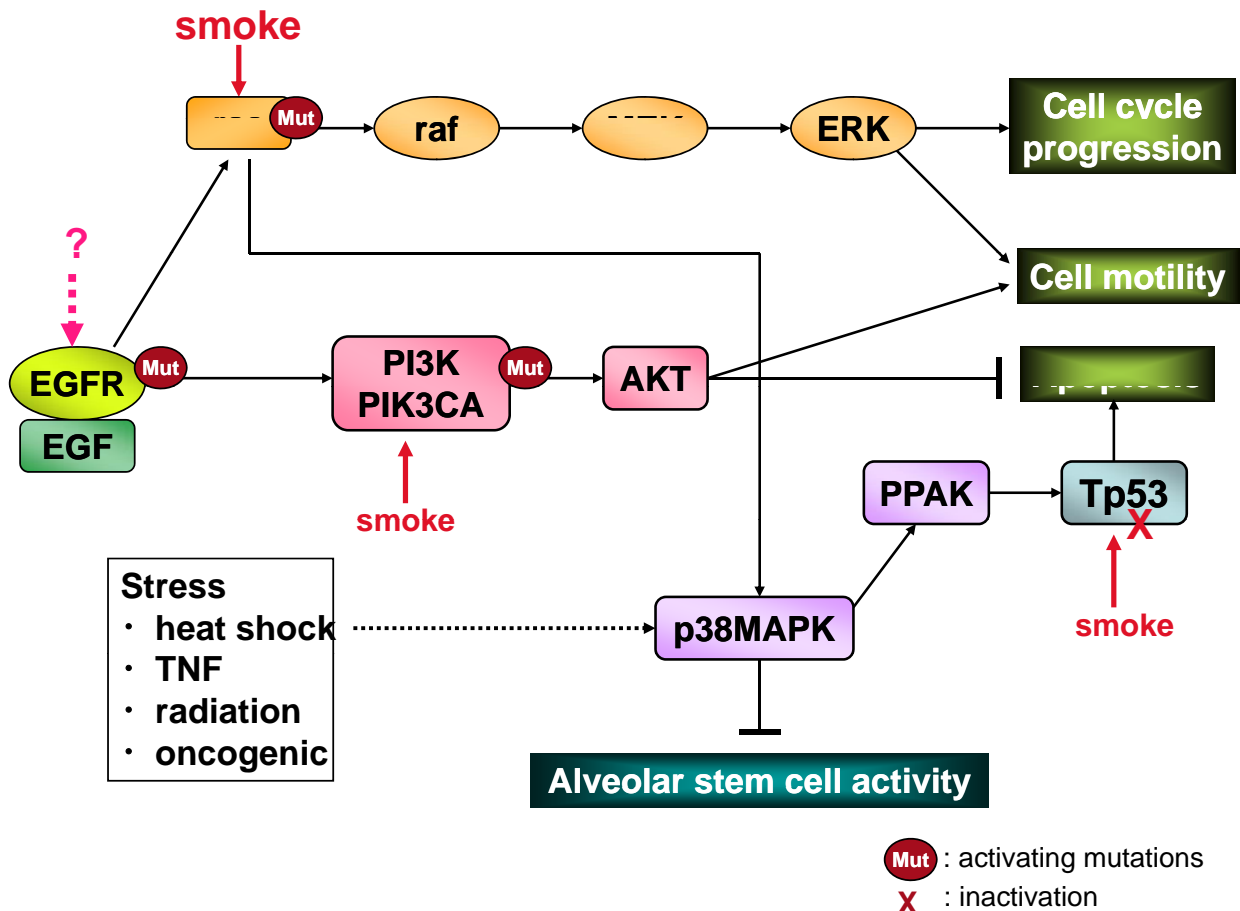 smoke
Mut
raf
ERK
Cell cycle
progression
?
Cell motility
EGFR
Mut
PI3K
PIK3CA
Mut
AKT
Apoptosis
EGF
smoke
PPAK
Tp53
X
smoke
Stress
· heat shock
· TNF
· radiation
· oncogenic
p38MAPK
Alveolar stem cell activity
Mut : activating mutations
X : inactivation